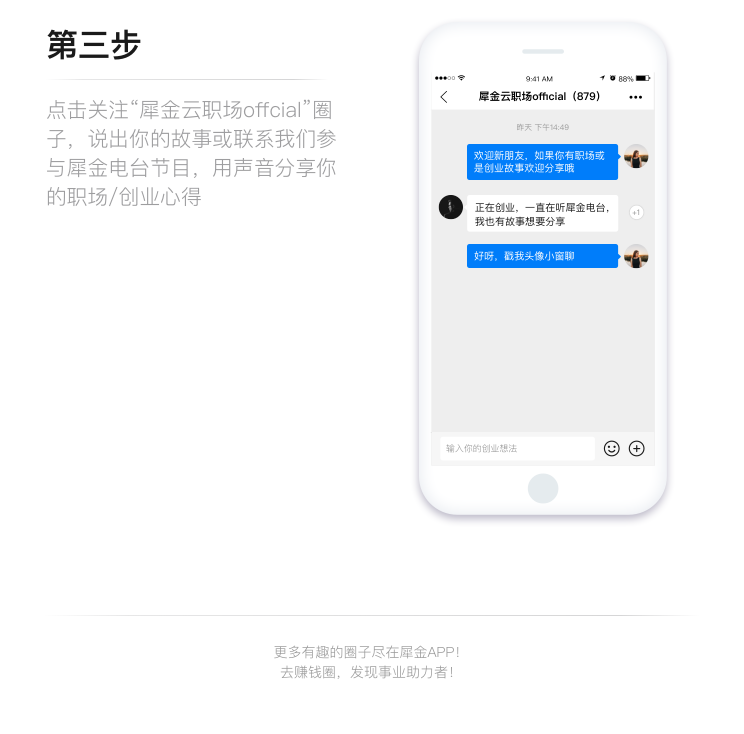 第三步
点击关注“犀金云职场offcial”圈
子，说出你的故事或联系我们参
与犀金电台节目，用声音分享你
的职场/创业心得
9:41 AM
88%
犀金云职场official（879）
昨天 下午14:49
欢迎新朋友，如果你有职场或
是创业故事欢迎分享哦
正在创业，一直在听犀金电台，
我也有故事想要分享
+1
好呀，戳我头像小窗聊
输入你的创业想法
更多有趣的圈子尽在犀金APP！
去赚钱圈，发现事业助力者！